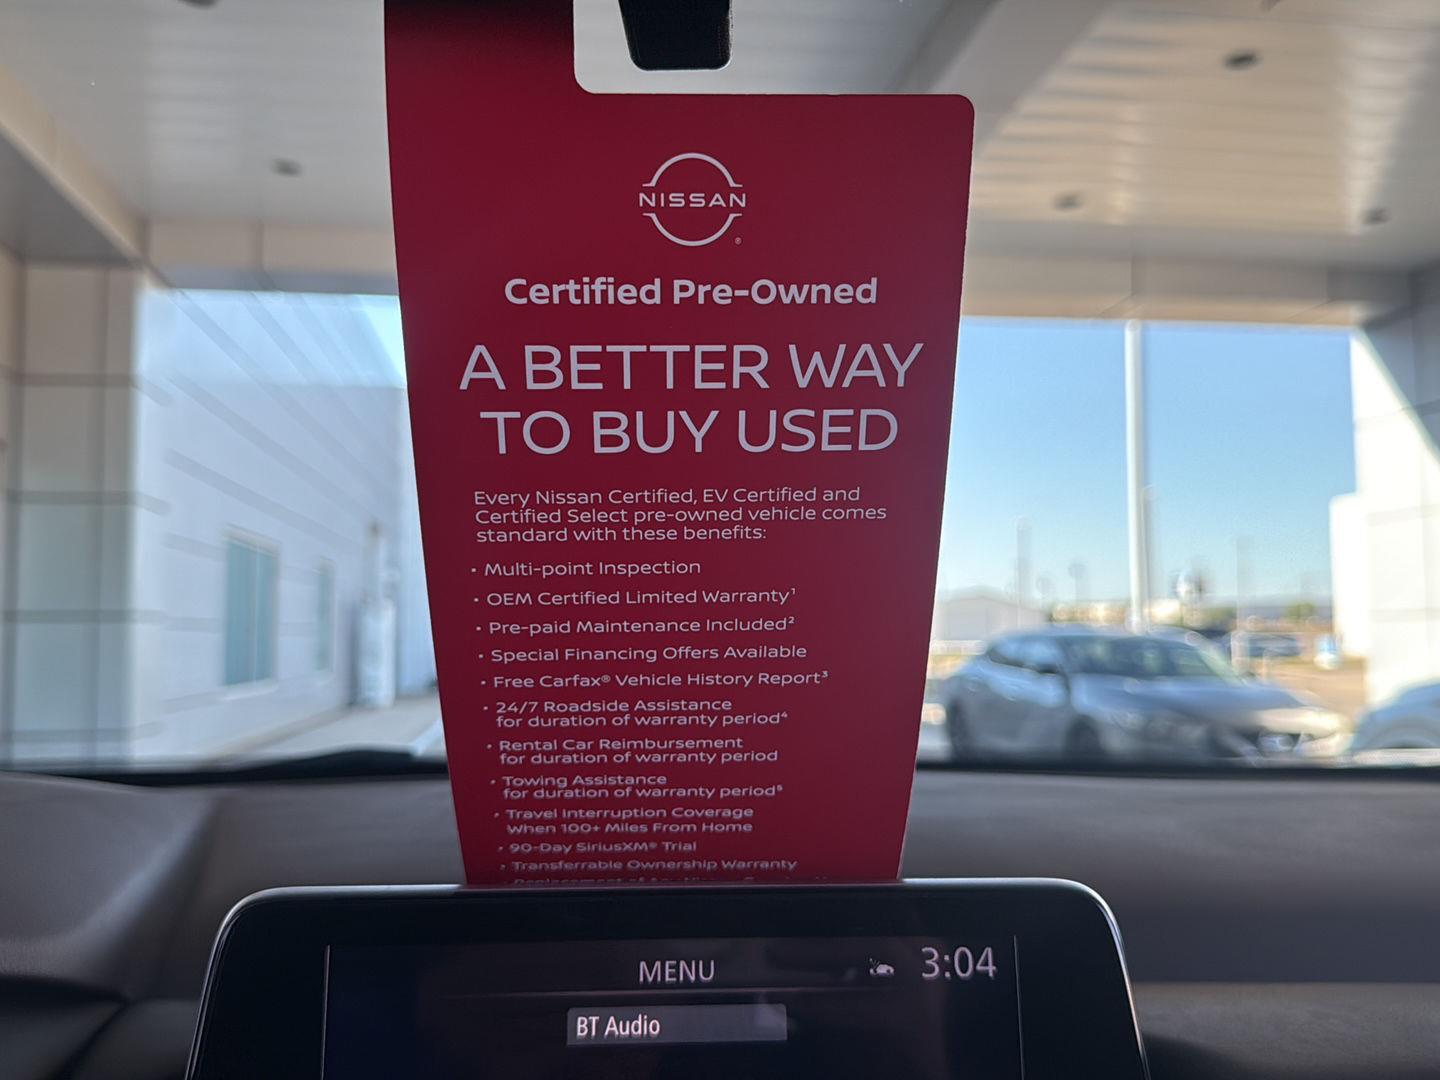 NISSAN
Certified Pre-Owned
A BETTER WAY
TO BUY USED
Every Nissan Certified, EV Certified and
Certified Select pre-owned vehicle comes
standard with these benefits:
• Multi-point Inspection
• OEM Certified Limited Warranty¹
• Pre-paid Maintenance Included²
• Special Financing Offers Available
• Free Carfax® Vehicle History Report³
• 24/7 Roadside Assistance
for duration of warranty period⁴
• Rental Car Reimbursement
for duration of warranty period
• Towing Assistance
for duration of warranty period⁵
• Travel Interruption Coverage
When 100+ Miles From Home
• 90-Day SiriusXM® Trial
• Transferrable Ownership Warranty
MENU
3:04
BT Audio